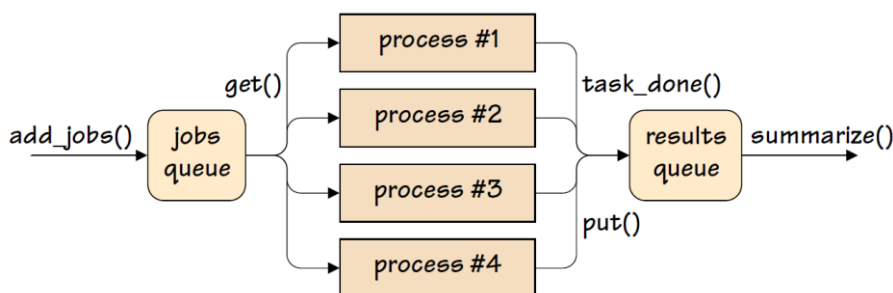 add_jobs()
jobs
queue
get()
process #1
process #2
process #3
process #4
task_done()
put()
results
queue
summarize()